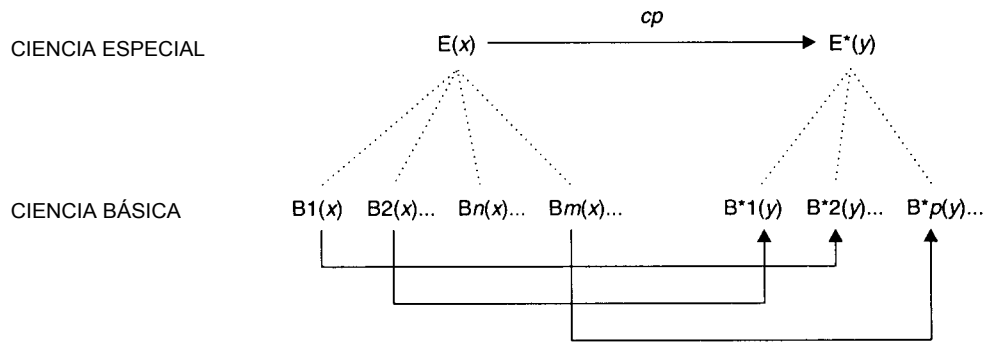 cp
CIENCIA ESPECIAL E(x) E*(y)
CIENCIA BÁSICA B1(x) B2(x)... Bn(x)... Bm(x)... B*1(y) B*2(y)... B*p(y)...